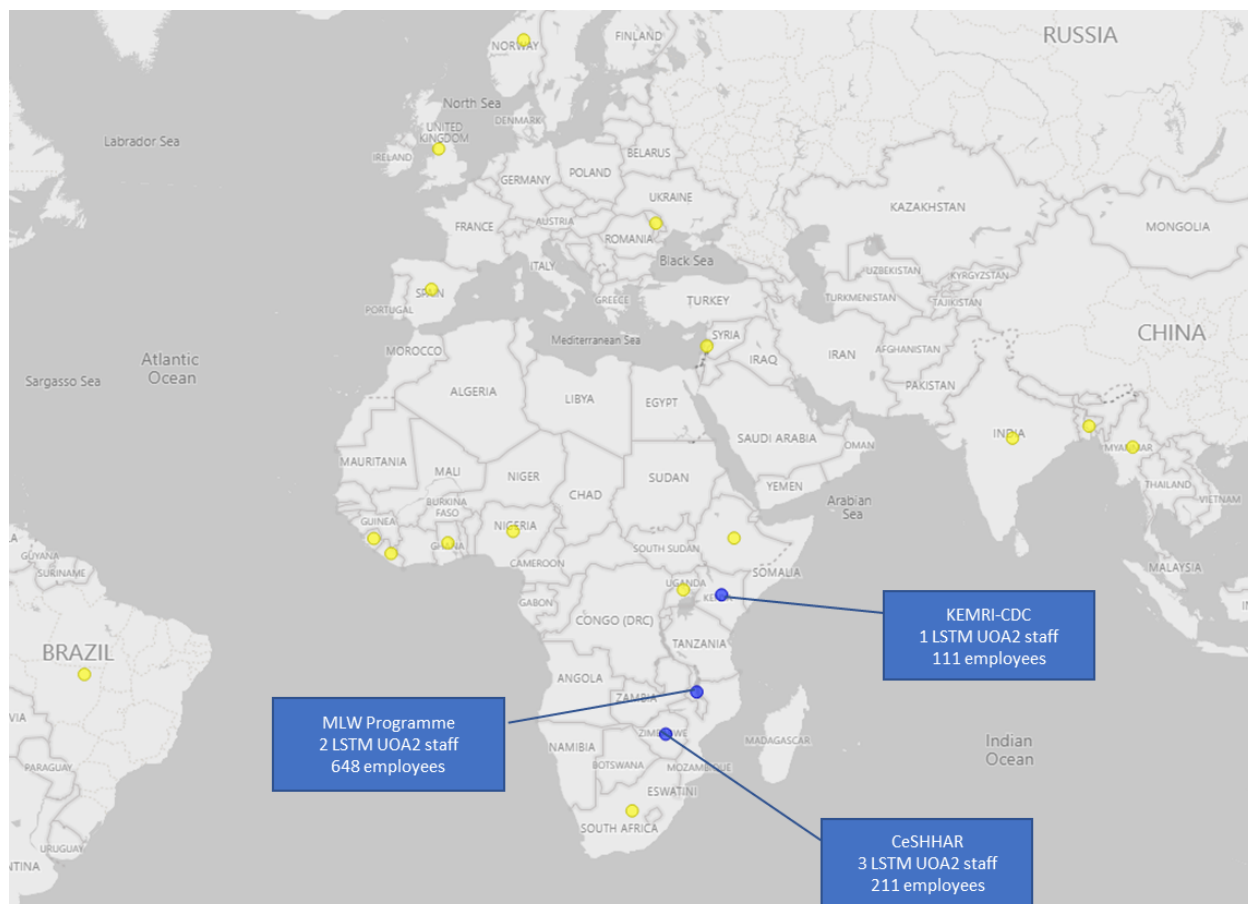 RUSSIA
FINLAND
NORWAY
North Sea
DENMARK
Labrador Sea
UNITED
KINGDOM
IRELAND
BELARUS
POLAND
GERMANY
UKRAINE
KAZAKHSTAN
FRANCE
AUSTRIA
MONGOLIA
ROMANIA
Black Sea
ITALY
UZBEKISTAN
KYRGYZSTAN
SPAIN
PORTUGAL
GREECE
TURKEY
TURKMENISTAN
TAJIKISTAN
CHINA
Mediterranean Sea
SYRIA
MOROCCO
AFGHANISTAN
IRAQ
IRAN
Atlantic
Ocean
Sargasso Sea
PAKISTAN
ALGERIA
LIBYA
EGYPT
SAUDI ARABIA
OMAN
INDIA
MYANMAR
MAURITANIA
MALI
NIGER
SUDAN
CHAD
YEMEN
THAILAND
VIETNAM
BURKINA
FASO
Arabian
Sea
GUINEA
NIGERIA
GHANA
GUYANA
SURINAME
CAMEROON
SOUTH SUDAN
SOMALIA
MALAYSIA
UGANDA
KENYA
GABON
CONGO (DRC)
KEMRI-CDC
1 LSTM UOA2 staff
111 employees
TANZANIA
BRAZIL
ANGOLA
ZAMBIA
MLW Programme
2 LSTM UOA2 staff
648 employees
ZIMBABWE
MADAGASCAR
Indian
Ocean
NAMIBIA
BOTSWANA
MOZAMBIQUE
PARAGUAY
ESWATINI
SOUTH AFRICA
URUGUAY
CeSHHAR
3 LSTM UOA2 staff
211 employees